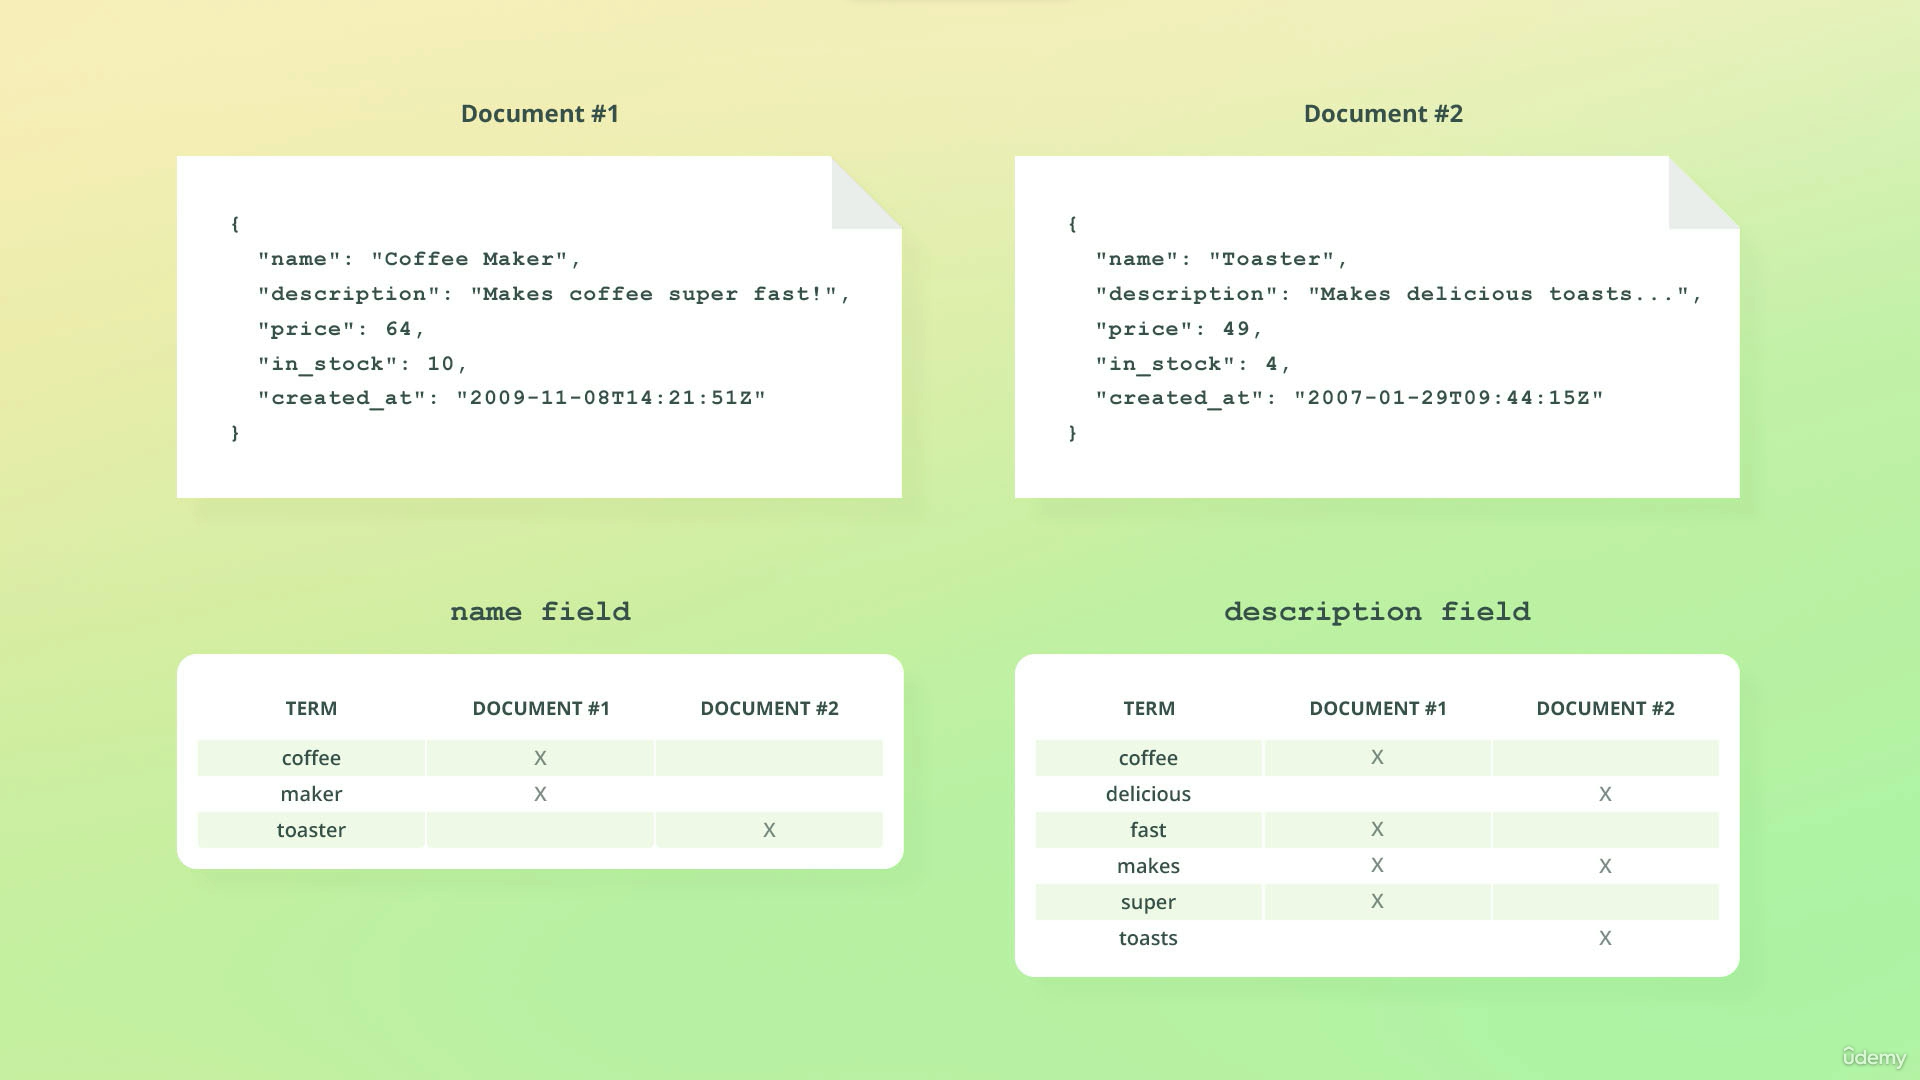 Document #1
{
"name": "Coffee Maker",
"description": "Makes coffee super fast!",
"price": 64,
"in_stock": 10,
"created_at": "2009-11-08T14:21:51Z"
}
Document #2
{
"name": "Toaster",
"description": "Makes delicious toasts...",
"price": 49,
"in_stock": 4,
"created_at": "2007-01-29T09:44:15Z"
}
name field
TERM DOCUMENT #1 DOCUMENT #2
coffee X
maker X
toaster X
description field
TERM DOCUMENT #1 DOCUMENT #2
coffee X
delicious X
fast X
makes X X
super X
toasts X
udemy